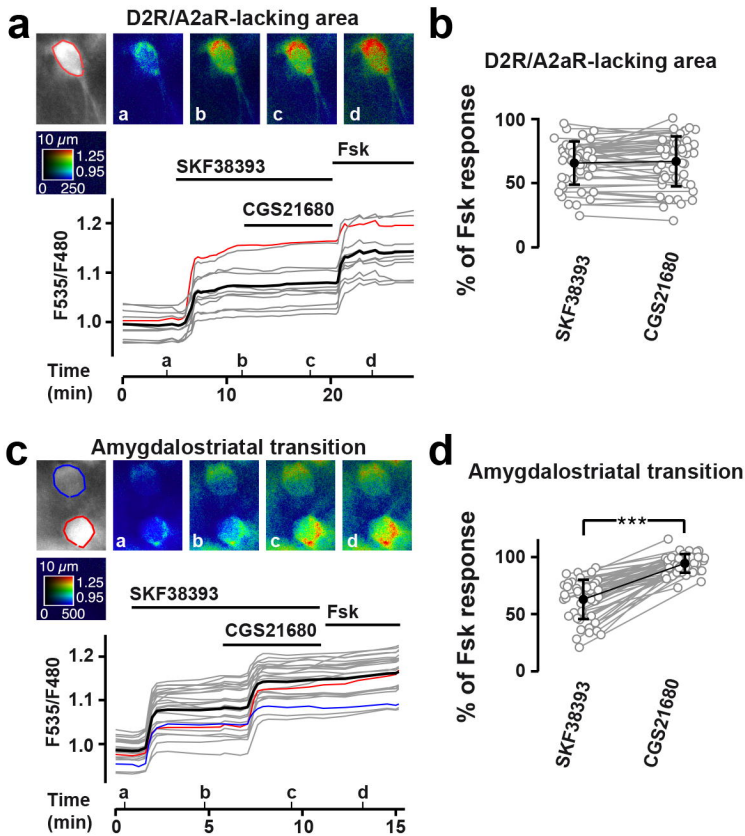 a
D2R/A2aR-lacking area
a
b
c
d
10 µm
1.25
0.95
0 250
SKF38393
Fsk
CGS21680
F535/F480
1.2
1.1
1.0
Time
(min)
a b c d
0 10 20
b
D2R/A2aR-lacking area
% of Fsk response
100
50
0
SKF38393
CGS21680
c
Amygdalostriatal transition
a
b
c
d
10 µm
1.25
0.95
0 500
SKF38393
Fsk
CGS21680
F535/F480
1.2
1.1
1.0
Time
(min)
a b c d
0 5 10 15
d
Amygdalostriatal transition
% of Fsk response
***
100
50
0
SKF38393
CGS21680